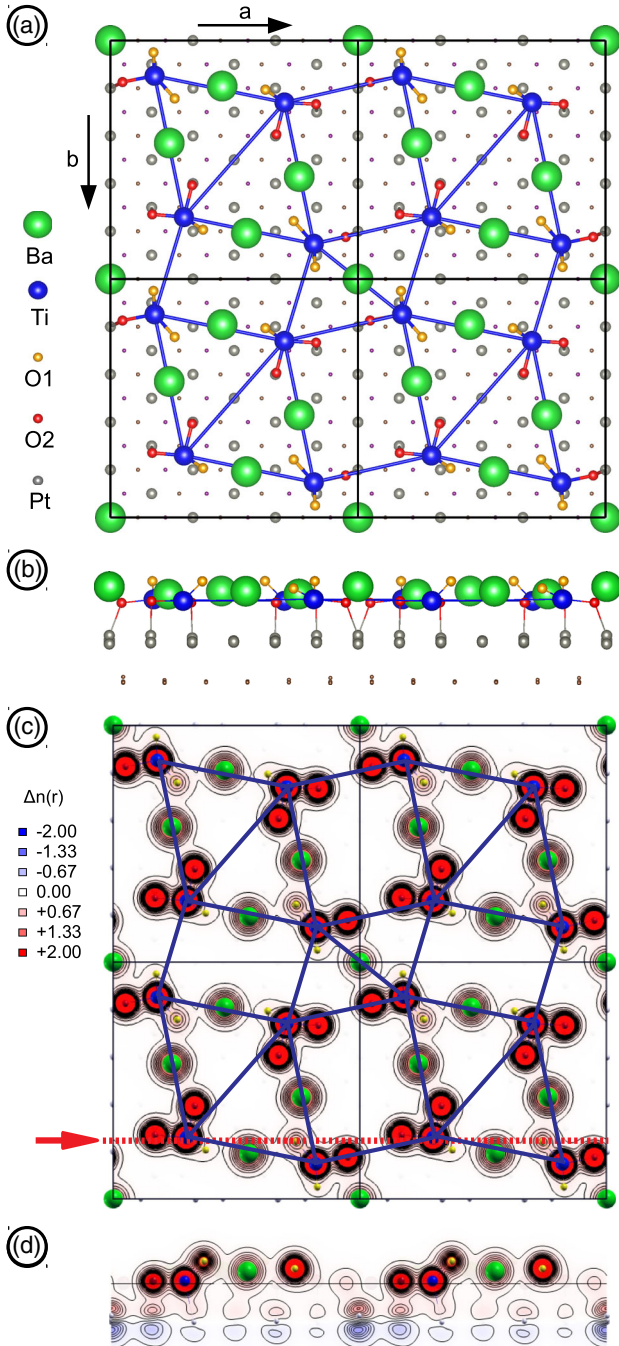 (a)
a
b
Ba
Ti
O1
O2
Pt
(b)
(c)
Δn(r)
-2.00
-1.33
-0.67
0.00
+0.67
+1.33
+2.00
(d)